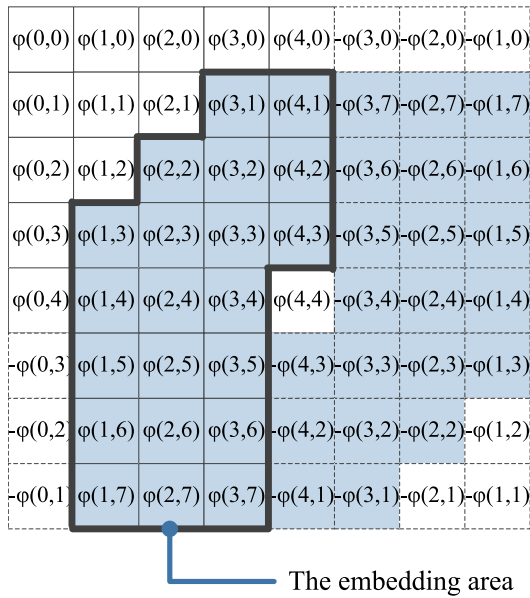 φ(0,0) φ(1,0) φ(2,0) φ(3,0) φ(4,0) -φ(3,0) -φ(2,0) -φ(1,0)
φ(0,1) φ(1,1) φ(2,1) φ(3,1) φ(4,1) -φ(3,7) -φ(2,7) -φ(1,7)
φ(0,2) φ(1,2) φ(2,2) φ(3,2) φ(4,2) -φ(3,6) -φ(2,6) -φ(1,6)
φ(0,3) φ(1,3) φ(2,3) φ(3,3) φ(4,3) -φ(3,5) -φ(2,5) -φ(1,5)
φ(0,4) φ(1,4) φ(2,4) φ(3,4) φ(4,4) -φ(3,4) -φ(2,4) -φ(1,4)
-φ(0,3) φ(1,5) φ(2,5) φ(3,5) -φ(4,3) -φ(3,3) -φ(2,3) -φ(1,3)
-φ(0,2) φ(1,6) φ(2,6) φ(3,6) -φ(4,2) -φ(3,2) -φ(2,2) -φ(1,2)
-φ(0,1) φ(1,7) φ(2,7) φ(3,7) -φ(4,1) -φ(3,1) -φ(2,1) -φ(1,1)
The embedding area